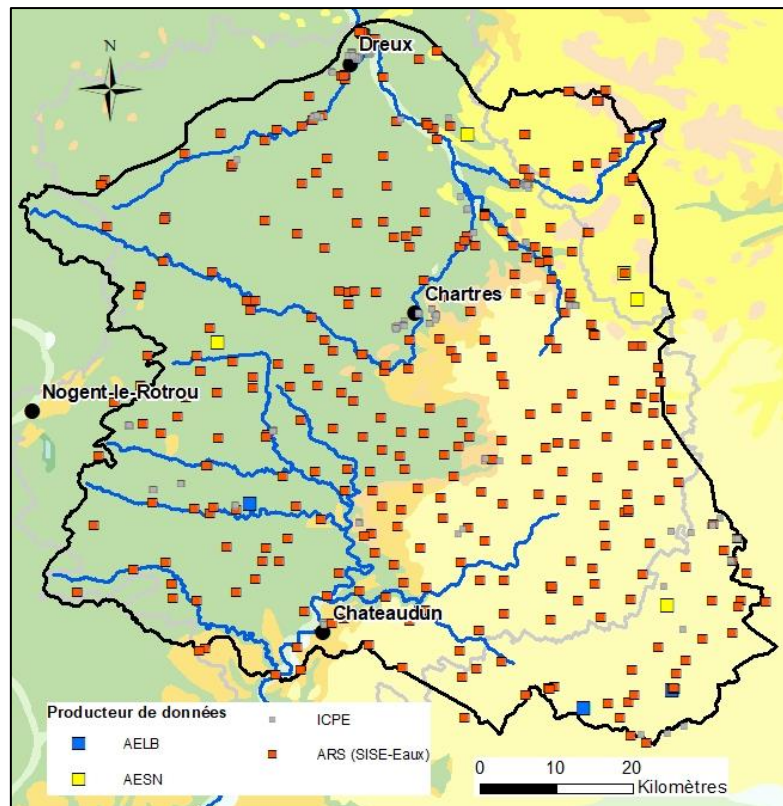 Dreux
N
Chartres
Nogent-le-Rotrou
Chateaudun
Producteur de données
AELB
AESN
ICPE
ARS (SISE-Eaux)
0 10 20
Kilomètres